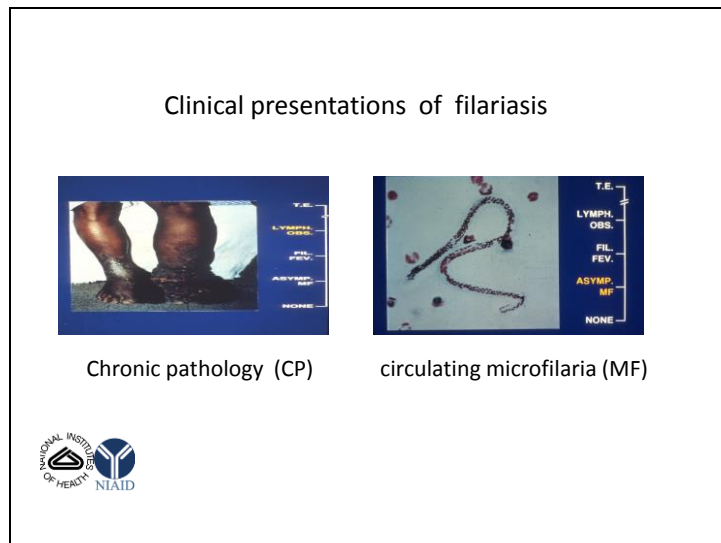 Clinical presentations of filariasis
T.E.
LYMPH.
OBS.
FIL.
FEV.
ASYMP.
MF
NONE
T.E.
LYMPH.
OBS.
FIL.
FEV.
ASYMP.
MF
NONE
Chronic pathology (CP)
circulating microfilaria (MF)
NATIONAL INSTITUTES
OF HEALTH
NIAID